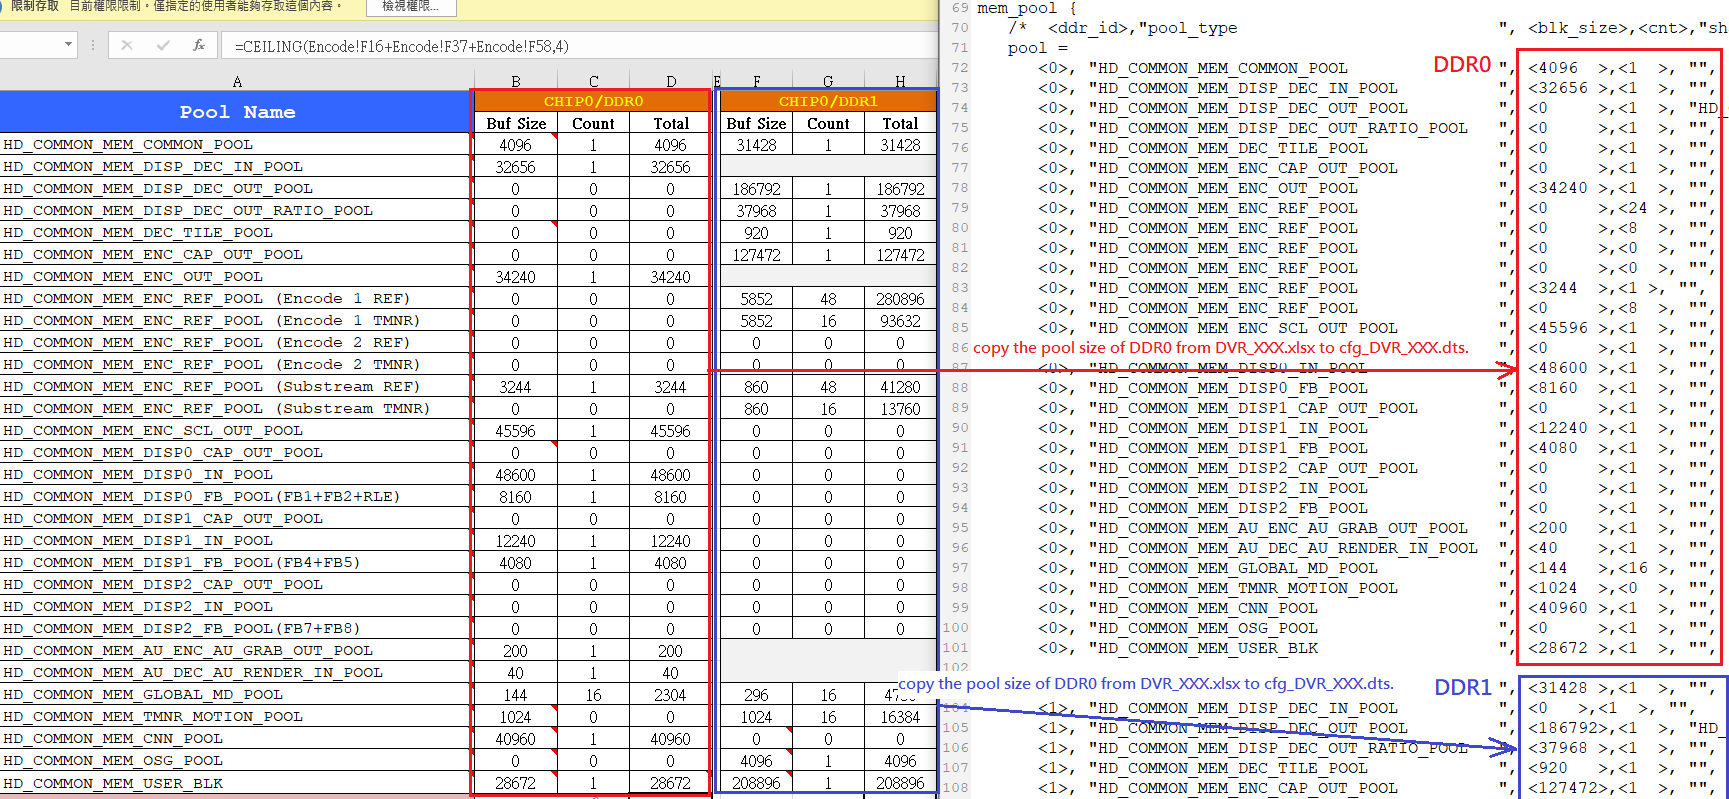 限制存取 目前權限限制。僅指定的使用者能夠存取這個內容。 檢視權限...
fx =CEILING(Encode!F16+Encode!F37+Encode!F58,4)
A B C D E F G H
Pool Name CHIP0/DDR0 CHIP0/DDR1
Buf Size Count Total Buf Size Count Total
HD_COMMON_MEM_COMMON_POOL 4096 1 4096 31428 1 31428
HD_COMMON_MEM_DISP_DEC_IN_POOL 32656 1 32656
HD_COMMON_MEM_DISP_DEC_OUT_POOL 0 0 0 186792 1 186792
HD_COMMON_MEM_DISP_DEC_OUT_RATIO_POOL 0 0 0 37968 1 37968
HD_COMMON_MEM_DEC_TILE_POOL 0 0 0 920 1 920
HD_COMMON_MEM_ENC_CAP_OUT_POOL 0 0 0 127472 1 127472
HD_COMMON_MEM_ENC_OUT_POOL 34240 1 34240
HD_COMMON_MEM_ENC_REF_POOL (Encode 1 REF) 0 0 0 5852 48 280896
HD_COMMON_MEM_ENC_REF_POOL (Encode 1 TMNR) 0 0 0 5852 16 93632
HD_COMMON_MEM_ENC_REF_POOL (Encode 2 REF) 0 0 0 0 0 0
HD_COMMON_MEM_ENC_REF_POOL (Encode 2 TMNR) 0 0 0 0 0 0
HD_COMMON_MEM_ENC_REF_POOL (Substream REF) 3244 1 3244 860 48 41280
HD_COMMON_MEM_ENC_REF_POOL (Substream TMNR) 0 0 0 860 16 13760
HD_COMMON_MEM_ENC_SCL_OUT_POOL 45596 1 45596 0 0 0
HD_COMMON_MEM_DISP0_CAP_OUT_POOL 0 0 0 0 0 0
HD_COMMON_MEM_DISP0_IN_POOL 48600 1 48600 0 0 0
HD_COMMON_MEM_DISP0_FB_POOL(FB1+FB2+RLE) 8160 1 8160 0 0 0
HD_COMMON_MEM_DISP1_CAP_OUT_POOL 0 0 0 0 0 0
HD_COMMON_MEM_DISP1_IN_POOL 12240 1 12240 0 0 0
HD_COMMON_MEM_DISP1_FB_POOL(FB4+FB5) 4080 1 4080 0 0 0
HD_COMMON_MEM_DISP2_CAP_OUT_POOL 0 0 0 0 0 0
HD_COMMON_MEM_DISP2_IN_POOL 0 0 0 0 0 0
HD_COMMON_MEM_DISP2_FB_POOL(FB7+FB8) 0 0 0 0 0 0
HD_COMMON_MEM_AU_ENC_AU_GRAB_OUT_POOL 200 1 200
HD_COMMON_MEM_AU_DEC_AU_RENDER_IN_POOL 40 1 40
HD_COMMON_MEM_GLOBAL_MD_POOL 144 16 2304 296 16
HD_COMMON_MEM_TMNR_MOTION_POOL 1024 0 0 1024 16 16384
HD_COMMON_MEM_CNN_POOL 40960 1 40960 0 0 0
HD_COMMON_MEM_OSG_POOL 0 0 0 4096 1 4096
HD_COMMON_MEM_USER_BLK 28672 1 28672 208896 1 208896
69 mem_pool {
70 /* <ddr_id>,"pool_type ", <blk_size>,<cnt>,"sh
71 pool =
DDR0
72 <0>, "HD_COMMON_MEM_COMMON_POOL ", <4096 >,<1 >, "",
73 <0>, "HD_COMMON_MEM_DISP_DEC_IN_POOL ", <32656 >,<1 >, "",
74 <0>, "HD_COMMON_MEM_DISP_DEC_OUT_POOL ", <0 >,<1 >, "HD_
75 <0>, "HD_COMMON_MEM_DISP_DEC_OUT_RATIO_POOL ", <0 >,<1 >, "",
76 <0>, "HD_COMMON_MEM_DEC_TILE_POOL ", <0 >,<1 >, "",
77 <0>, "HD_COMMON_MEM_ENC_CAP_OUT_POOL ", <0 >,<1 >, "",
78 <0>, "HD_COMMON_MEM_ENC_OUT_POOL ", <34240 >,<1 >, "",
79 <0>, "HD_COMMON_MEM_ENC_REF_POOL ", <0 >,<24 >, "",
80 <0>, "HD_COMMON_MEM_ENC_REF_POOL ", <0 >,<8 >, "",
81 <0>, "HD_COMMON_MEM_ENC_REF_POOL ", <0 >,<0 >, "",
82 <0>, "HD_COMMON_MEM_ENC_REF_POOL ", <0 >,<0 >, "",
83 <0>, "HD_COMMON_MEM_ENC_REF_POOL ", <3244 >,<1 >, "",
84 <0>, "HD_COMMON_MEM_ENC_REF_POOL ", <0 >,<8 >, "",
85 <0>, "HD_COMMON_MEM_ENC_SCL_OUT_POOL ", <45596 >,<1 >, "",
86 copy the pool size of DDR0 from DVR_XXX.xlsx to cfg_DVR_XXX.dts. ", <0 >,<1 >, "",
87 <0>, "HD_COMMON_MEM_DISP0_IN_POOL ", <48600 >,<1 >, "",
88 <0>, "HD_COMMON_MEM_DISP0_FB_POOL ", <8160 >,<1 >, "",
89 <0>, "HD_COMMON_MEM_DISP1_CAP_OUT_POOL ", <0 >,<1 >, "",
90 <0>, "HD_COMMON_MEM_DISP1_IN_POOL ", <12240 >,<1 >, "",
91 <0>, "HD_COMMON_MEM_DISP1_FB_POOL ", <4080 >,<1 >, "",
92 <0>, "HD_COMMON_MEM_DISP2_CAP_OUT_POOL ", <0 >,<1 >, "",
93 <0>, "HD_COMMON_MEM_DISP2_IN_POOL ", <0 >,<1 >, "",
94 <0>, "HD_COMMON_MEM_DISP2_FB_POOL ", <0 >,<1 >, "",
95 <0>, "HD_COMMON_MEM_AU_ENC_AU_GRAB_OUT_POOL ", <200 >,<1 >, "",
96 <0>, "HD_COMMON_MEM_AU_DEC_AU_RENDER_IN_POOL ", <40 >,<1 >, "",
97 <0>, "HD_COMMON_MEM_GLOBAL_MD_POOL ", <144 >,<16 >, "",
98 <0>, "HD_COMMON_MEM_TMNR_MOTION_POOL ", <1024 >,<0 >, "",
99 <0>, "HD_COMMON_MEM_CNN_POOL ", <40960 >,<1 >, "",
100 <0>, "HD_COMMON_MEM_OSG_POOL ", <0 >,<1 >, "",
101 <0>, "HD_COMMON_MEM_USER_BLK ", <28672 >,<1 >, "",
102
copy the pool size of DDR0 from DVR_XXX.xlsx to cfg_DVR_XXX.dts. DDR1 ", <31428 >,<1 >, "",
104 <1>, "HD_COMMON_MEM_DISP_DEC_IN_POOL ", <0 >,<1 >, "",
105 <1>, "HD_COMMON_MEM_DISP_DEC_OUT_POOL ", <186792>,<1 >, "HD_
106 <1>, "HD_COMMON_MEM_DISP_DEC_OUT_RATIO_POOL ", <37968 >,<1 >, "",
107 <1>, "HD_COMMON_MEM_DEC_TILE_POOL ", <920 >,<1 >, "",
108 <1>, "HD_COMMON_MEM_ENC_CAP_OUT_POOL ", <127472>,<1 >, "",